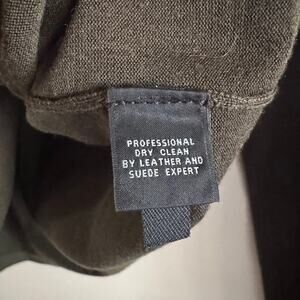 PROFESSIONAL
DRY CLEAN
BY LEATHER AND
SUEDE EXPERT